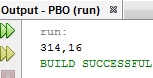 Output - PBO (run)
run:
314,16
BUILD SUCCESSFUL